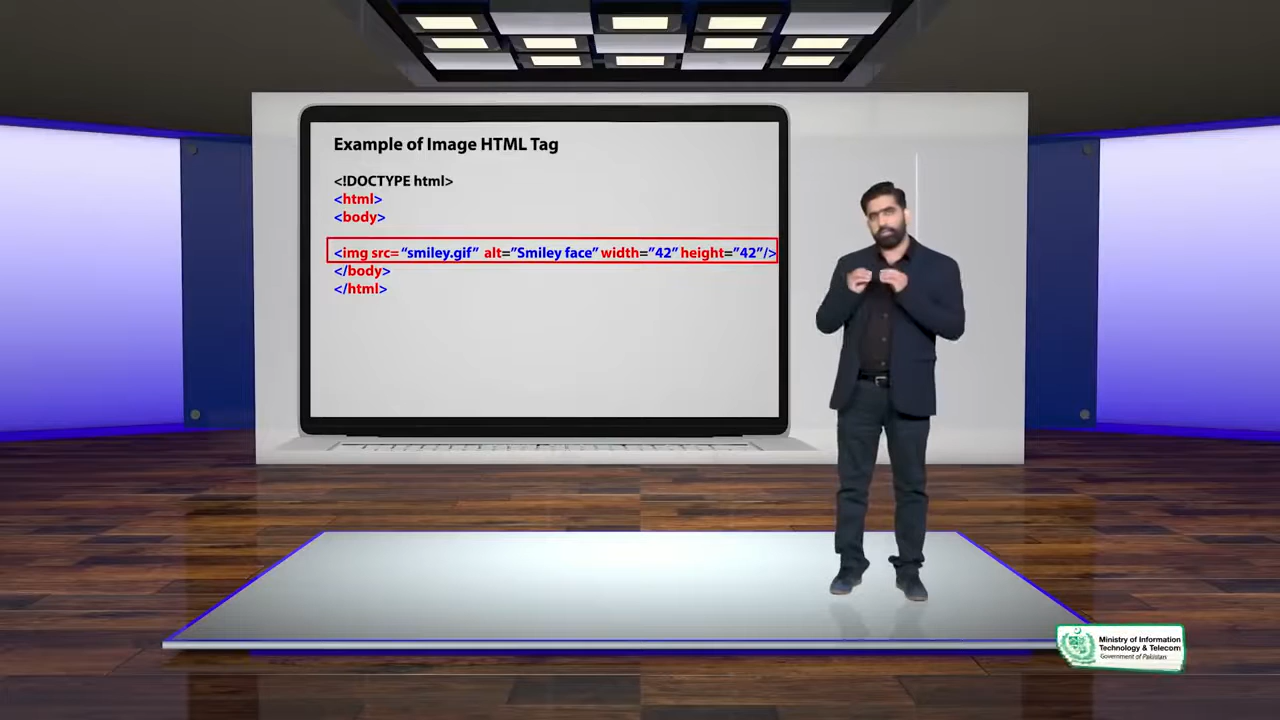 Example of Image HTML Tag
<!DOCTYPE html>
<html>
<body>
<img src= “smiley.gif”  alt=”Smiley face” width=”42” height=”42”/>
</body>
</html>
Ministry of Information
Technology & Telecom
Government of Pakistan